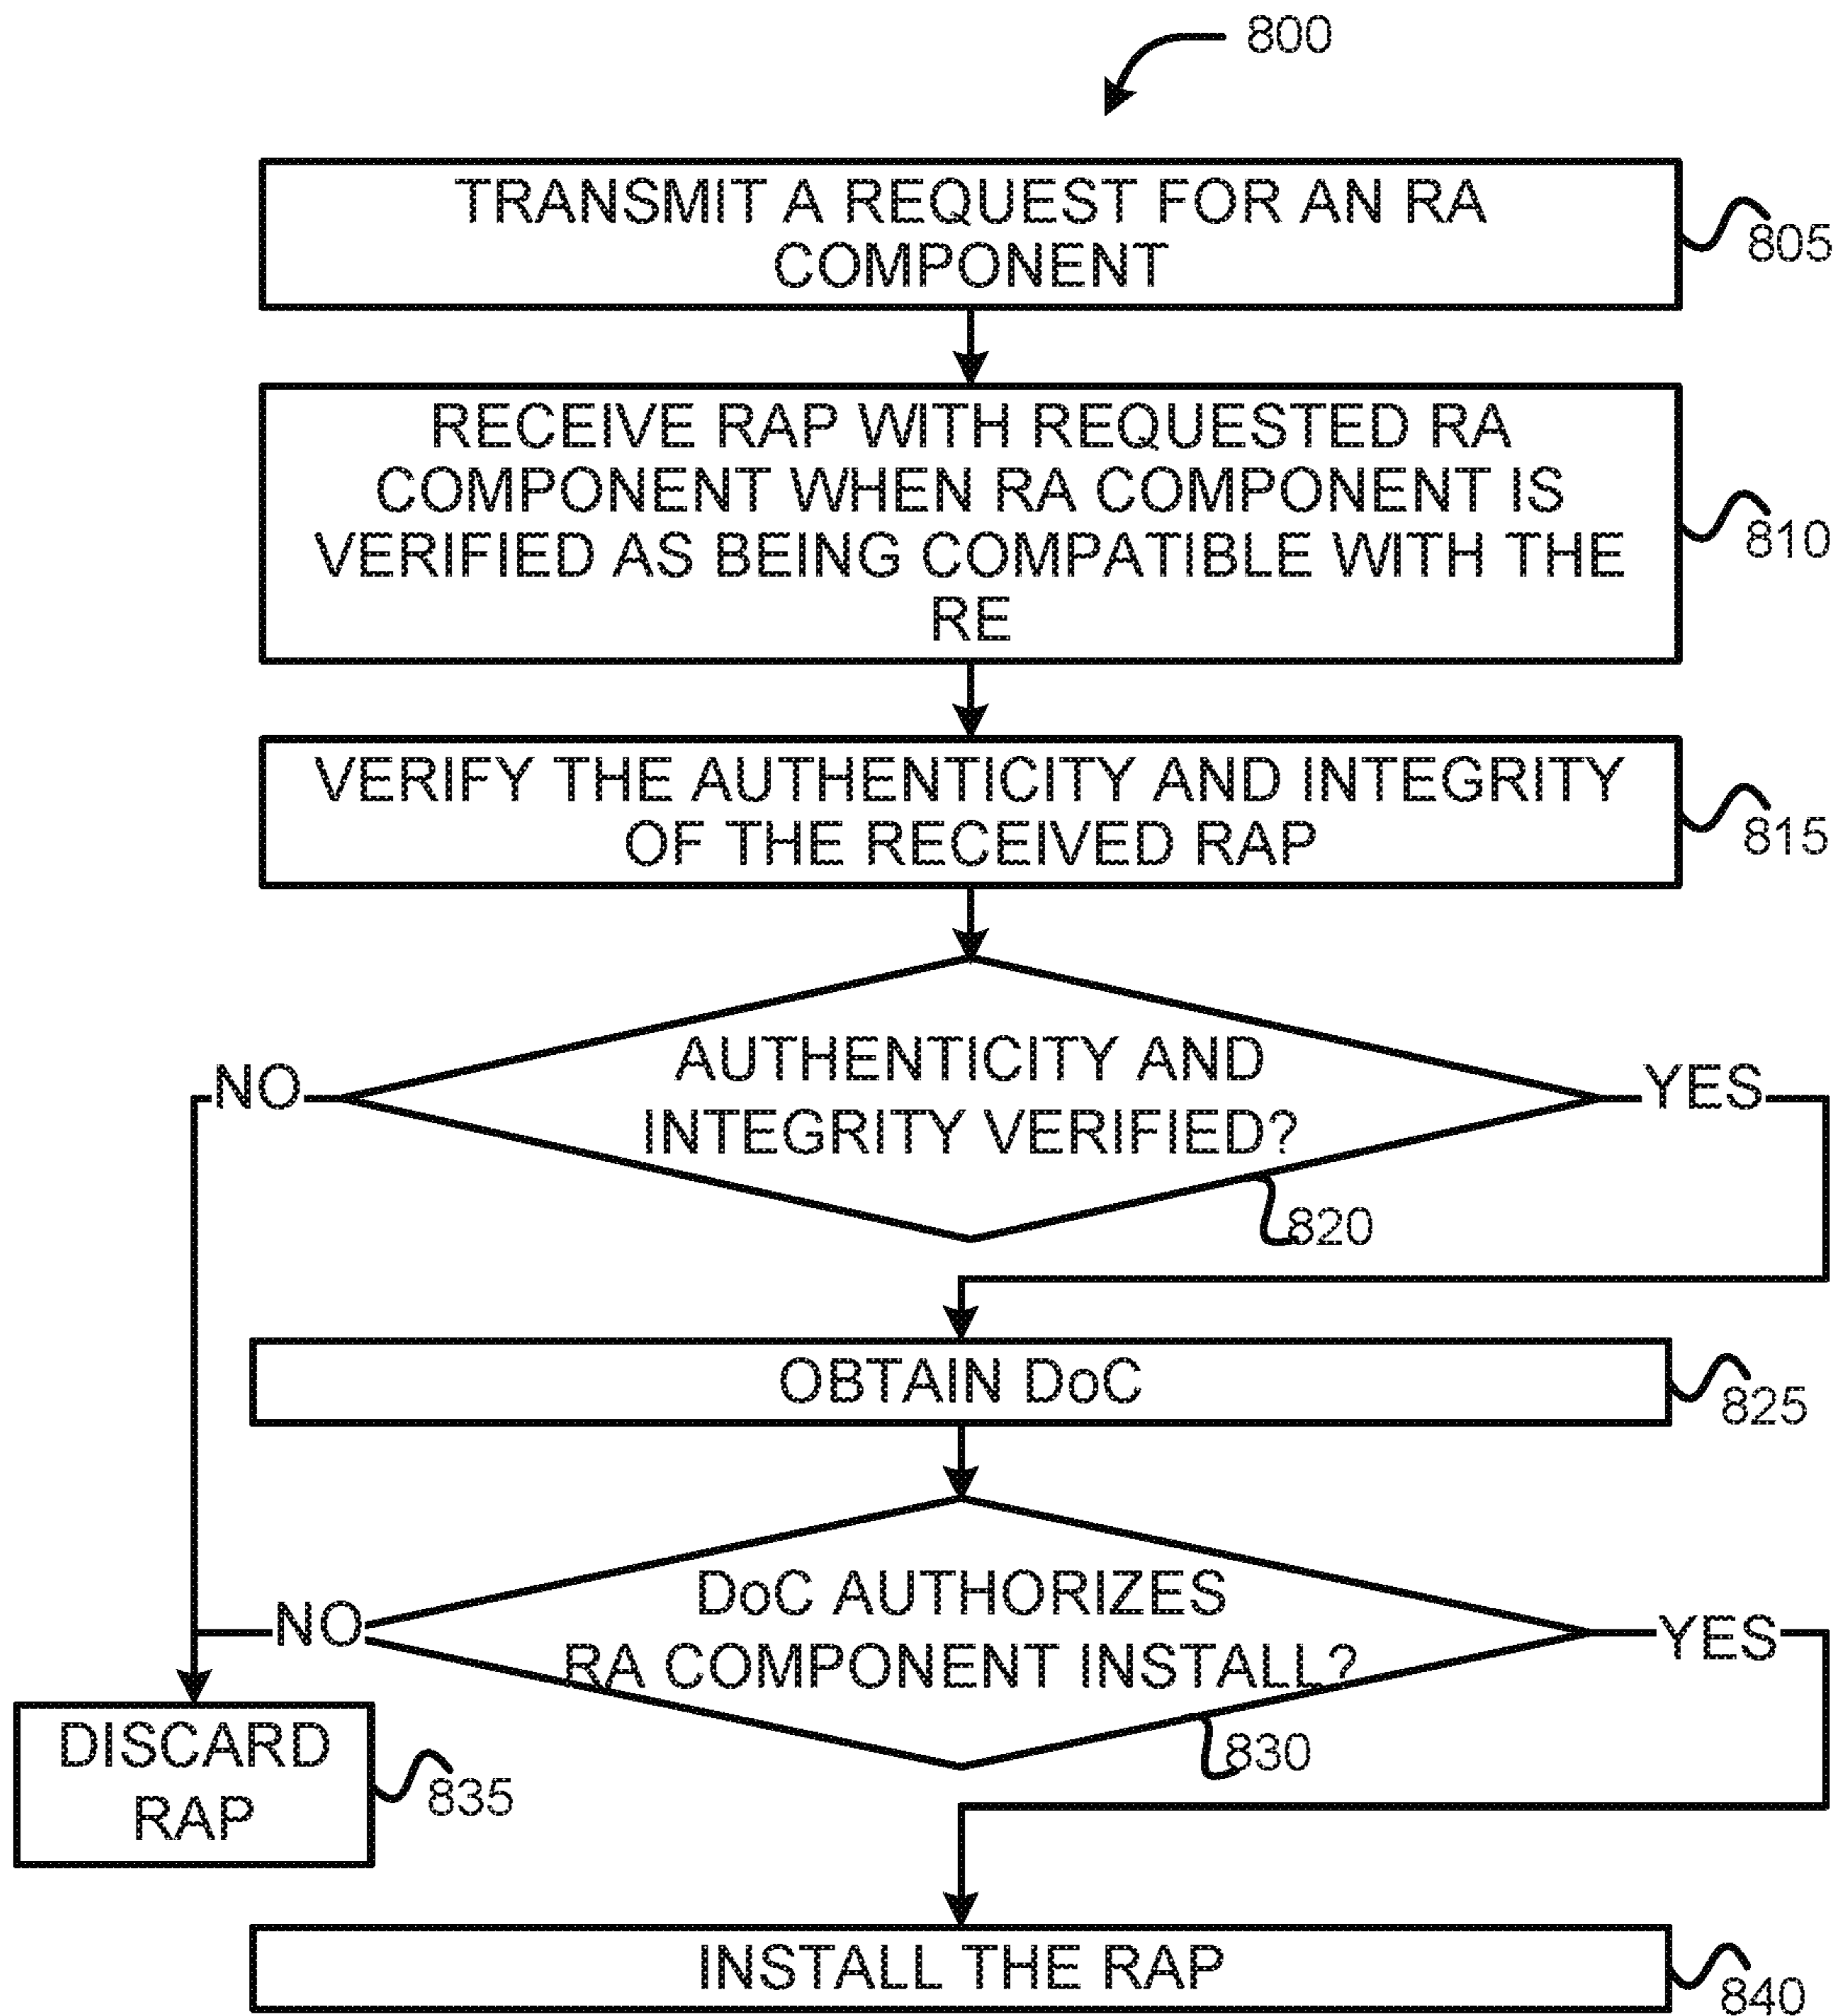 800
TRANSMIT A REQUEST FOR AN RA
COMPONENT
805
RECEIVE RAP WITH REQUESTED RA
COMPONENT WHEN RA COMPONENT IS
VERIFIED AS BEING COMPATIBLE WITH THE
RE
810
VERIFY THE AUTHENTICITY AND INTEGRITY
OF THE RECEIVED RAP
815
AUTHENTICITY AND
INTEGRITY VERIFIED?
NO
YES
820
OBTAIN DoC
825
DoC AUTHORIZES
RA COMPONENT INSTALL?
NO
YES
830
DISCARD
RAP
835
INSTALL THE RAP
840